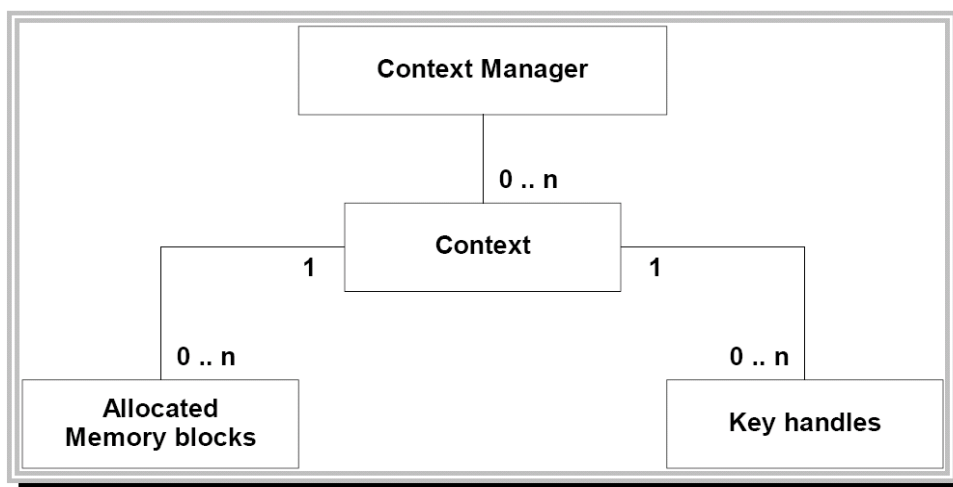 Context Manager
0 .. n
Context
1
1
0 .. n
0 .. n
Allocated
Memory blocks
Key handles